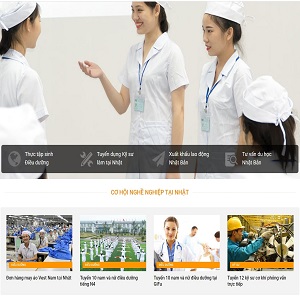 Thực tập sinh
Điều dưỡng
Tuyển dụng Kỹ sư
làm tại Nhật
Xuất khẩu lao động
Nhật Bản
Tư vấn du học
Nhật Bản
CƠ HỘI NGHỀ NGHIỆP TẠI NHẬT
Đơn hàng may áo Vest Nam tại Nhật
Tuyển 10 nam và nữ điều dưỡng
tiếng N4
Tuyển 10 nam và nữ điều dưỡng tại
GiFu
Tuyển 12 kỹ sư cơ khí phỏng vấn
trực tiếp